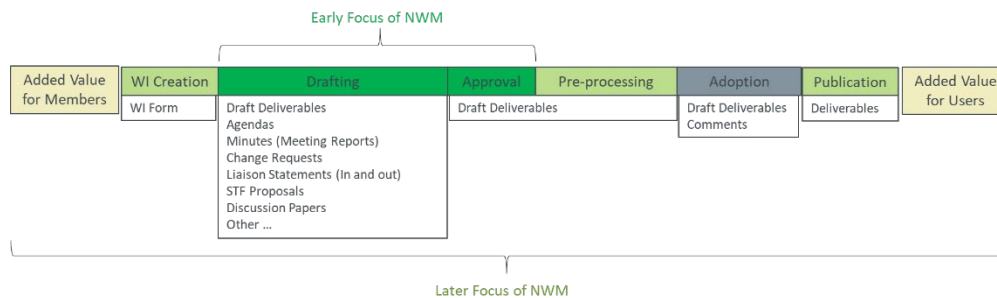 Early Focus of NWM
Added Value
for Members
WI Creation
Drafting
Approval
Pre-processing
Adoption
Publication
Added Value
for Users
WI Form
Draft Deliverables
Agendas
Minutes (Meeting Reports)
Change Requests
Liaison Statements (In and out)
STF Proposals
Discussion Papers
Other ...
Draft Deliverables
Draft Deliverables
Comments
Deliverables
Later Focus of NWM